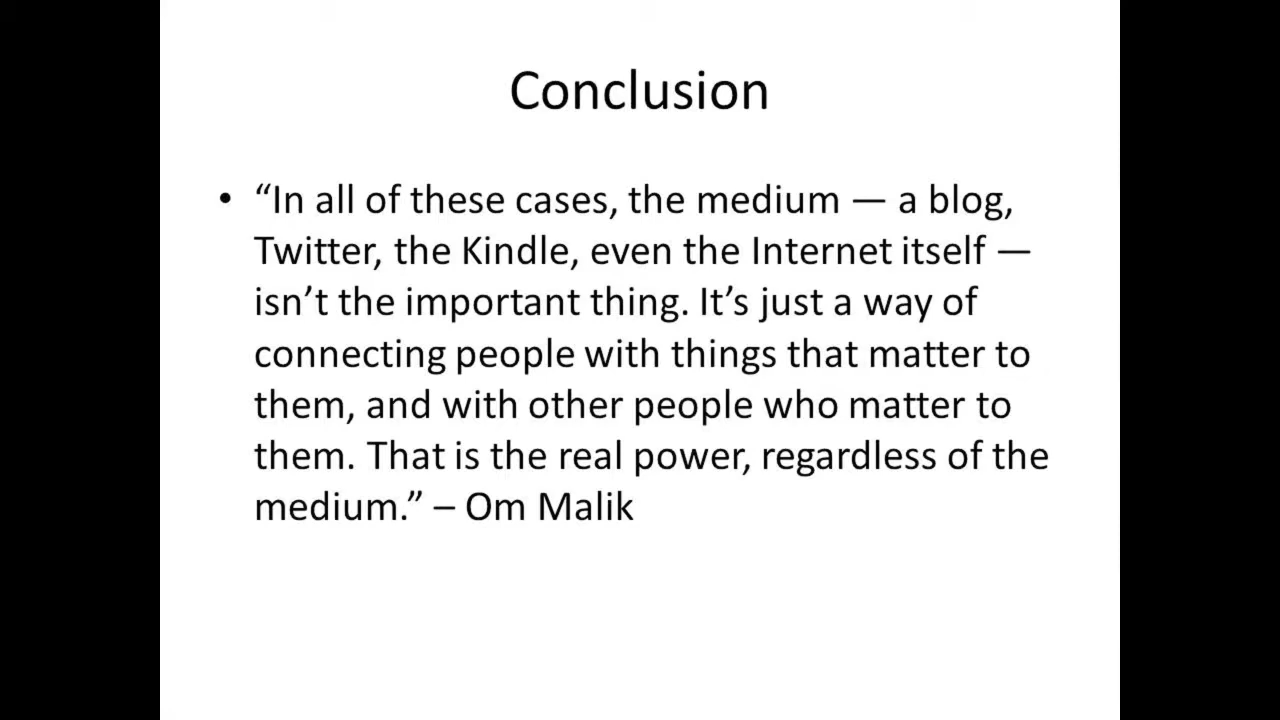 Conclusion
• “In all of these cases, the medium — a blog,
Twitter, the Kindle, even the Internet itself —
isn’t the important thing. It’s just a way of
connecting people with things that matter to
them, and with other people who matter to
them. That is the real power, regardless of the
medium.” – Om Malik